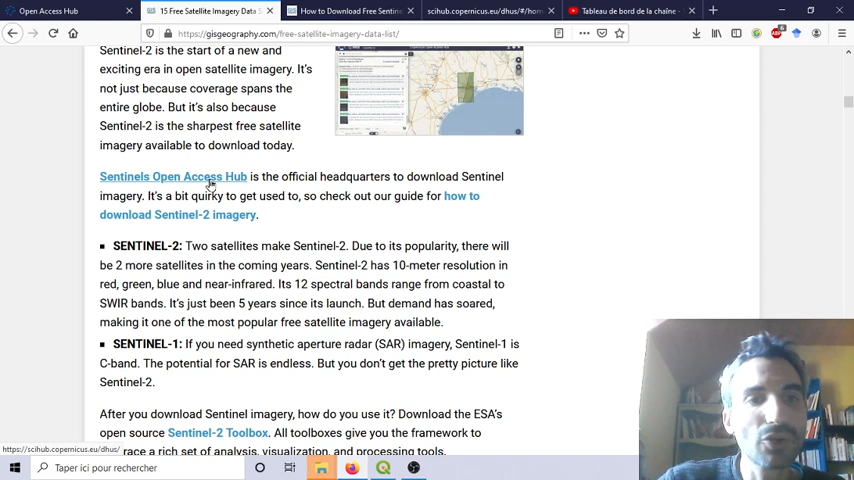 Open Access Hub
15 Free Satellite Imagery Data S
How to Download Free Sentine
scihub.copernicus.eu/dhus/#/hom
Tableau de bord de la chaîne -
https://gisgeography.com/free-satellite-imagery-data-list/
Sentinel-2 is the start of a new and
exciting era in open satellite imagery. It's
not just because coverage spans the
entire globe. But it's also because
Sentinel-2 is the sharpest free satellite
imagery available to download today.
Sentinels Open Access Hub is the official headquarters to download Sentinel
imagery. It's a bit quirky to get used to, so check out our guide for how to
download Sentinel-2 imagery.
SENTINEL-2: Two satellites make Sentinel-2. Due to its popularity, there will
be 2 more satellites in the coming years. Sentinel-2 has 10-meter resolution in
red, green, blue and near-infrared. Its 12 spectral bands range from coastal to
SWIR bands. It's just been 5 years since its launch. But demand has soared,
making it one of the most popular free satellite imagery available.
SENTINEL-1: If you need synthetic aperture radar (SAR) imagery, Sentinel-1 is
C-band. The potential for SAR is endless. But you don't get the pretty picture like
Sentinel-2.
After you download Sentinel imagery, how do you use it? Download the ESA's
open source Sentinel-2 Toolbox. All toolboxes give you the framework to
a rich set of analysis, visualization, and processing tools.
https://scihub.copernicus.eu/dhus/
Taper ici pour rechercher